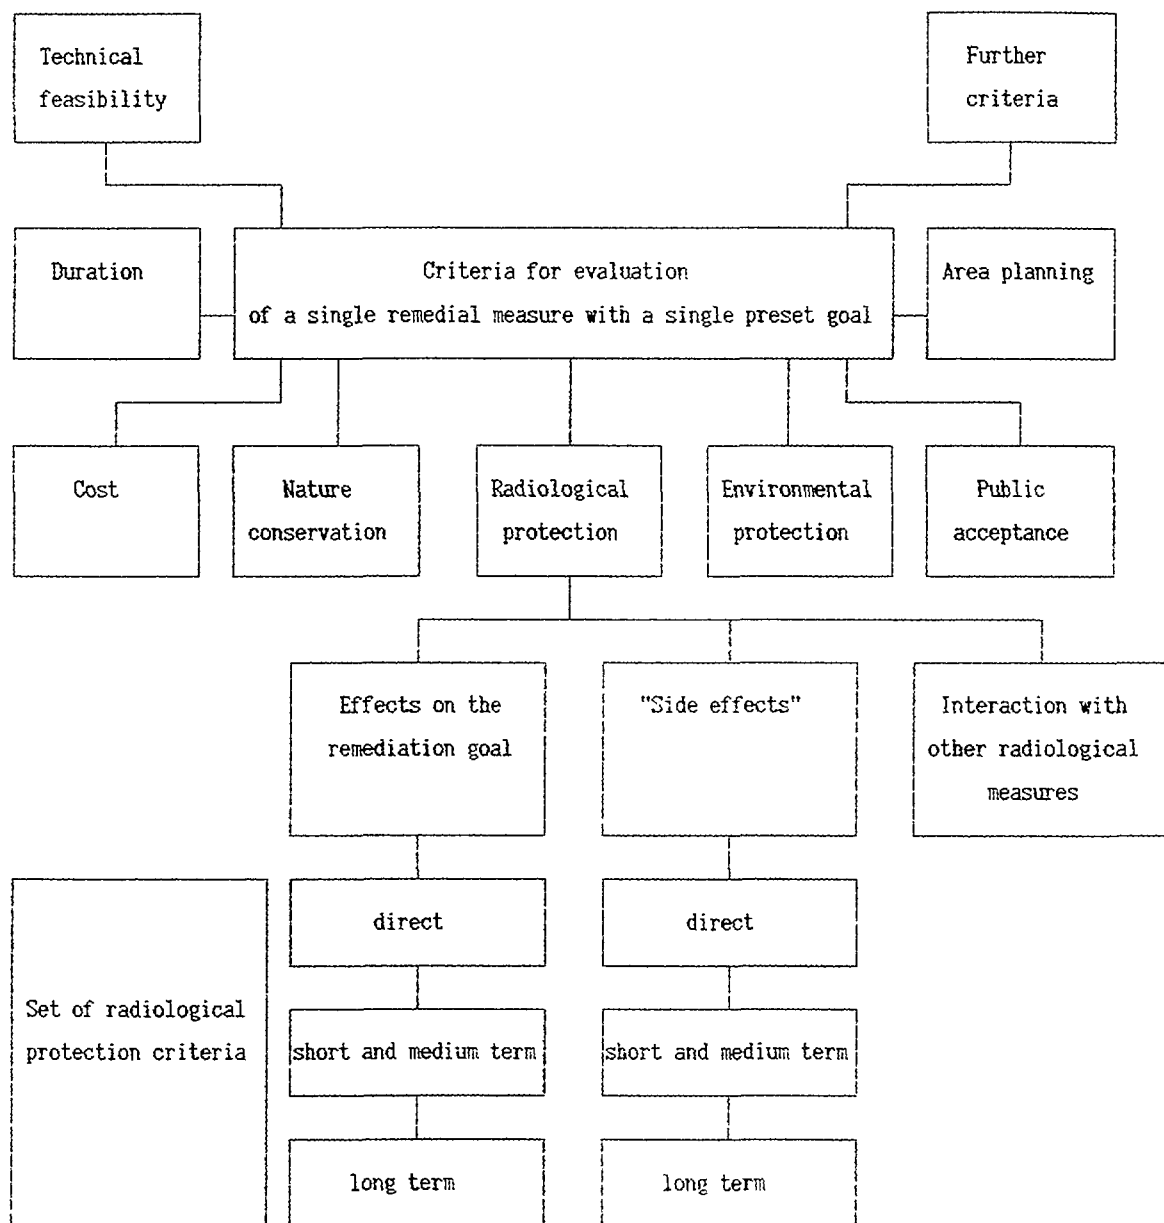 Technical
feasibility
Further
criteria
Duration
Criteria for evaluation
of a single remedial measure with a single preset goal
Area planning
Cost
Nature
conservation
Radiological
protection
Environmental
protection
Public
acceptance
Effects on the
remediation goal
"Side effects"
Interaction with
other radiological
measures
Set of radiological
protection criteria
direct
direct
short and medium term
short and medium term
long term
long term